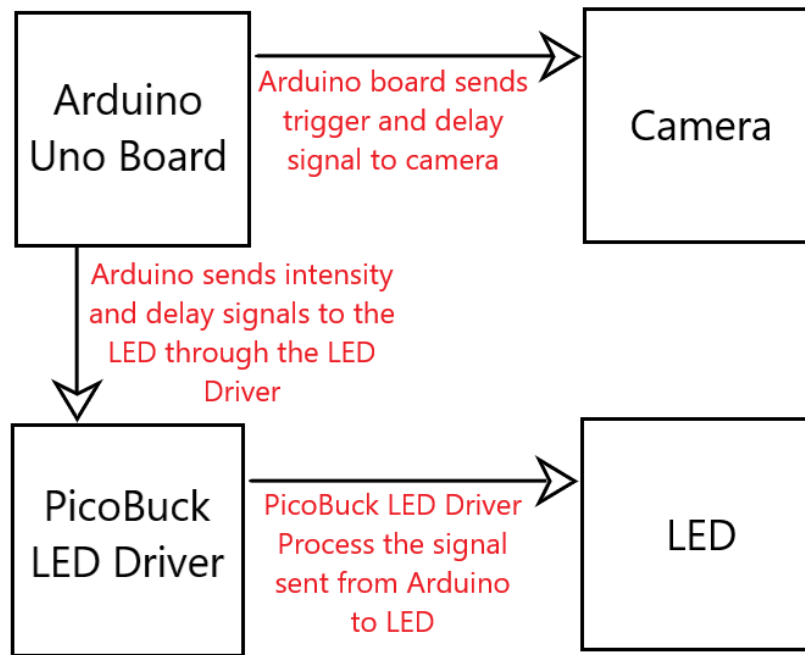 Arduino
Uno Board
Arduino board sends
trigger and delay
signal to camera
Camera
Arduino sends intensity
and delay signals to the
LED through the LED
Driver
PicoBuck
LED Driver
PicoBuck LED Driver
Process the signal
sent from Arduino
to LED
LED